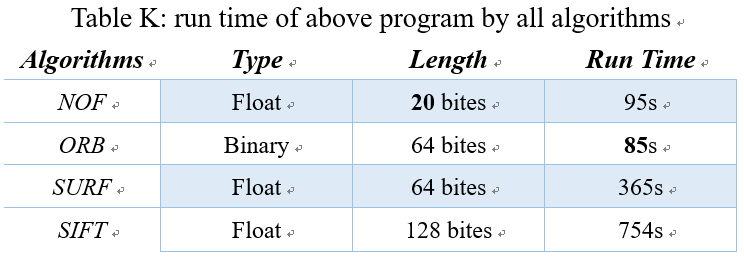 Table K: run time of above program by all algorithms
Algorithms Type Length Run Time
NOF Float 20 bites 95s
ORB Binary 64 bites 85s
SURF Float 64 bites 365s
SIFT Float 128 bites 754s